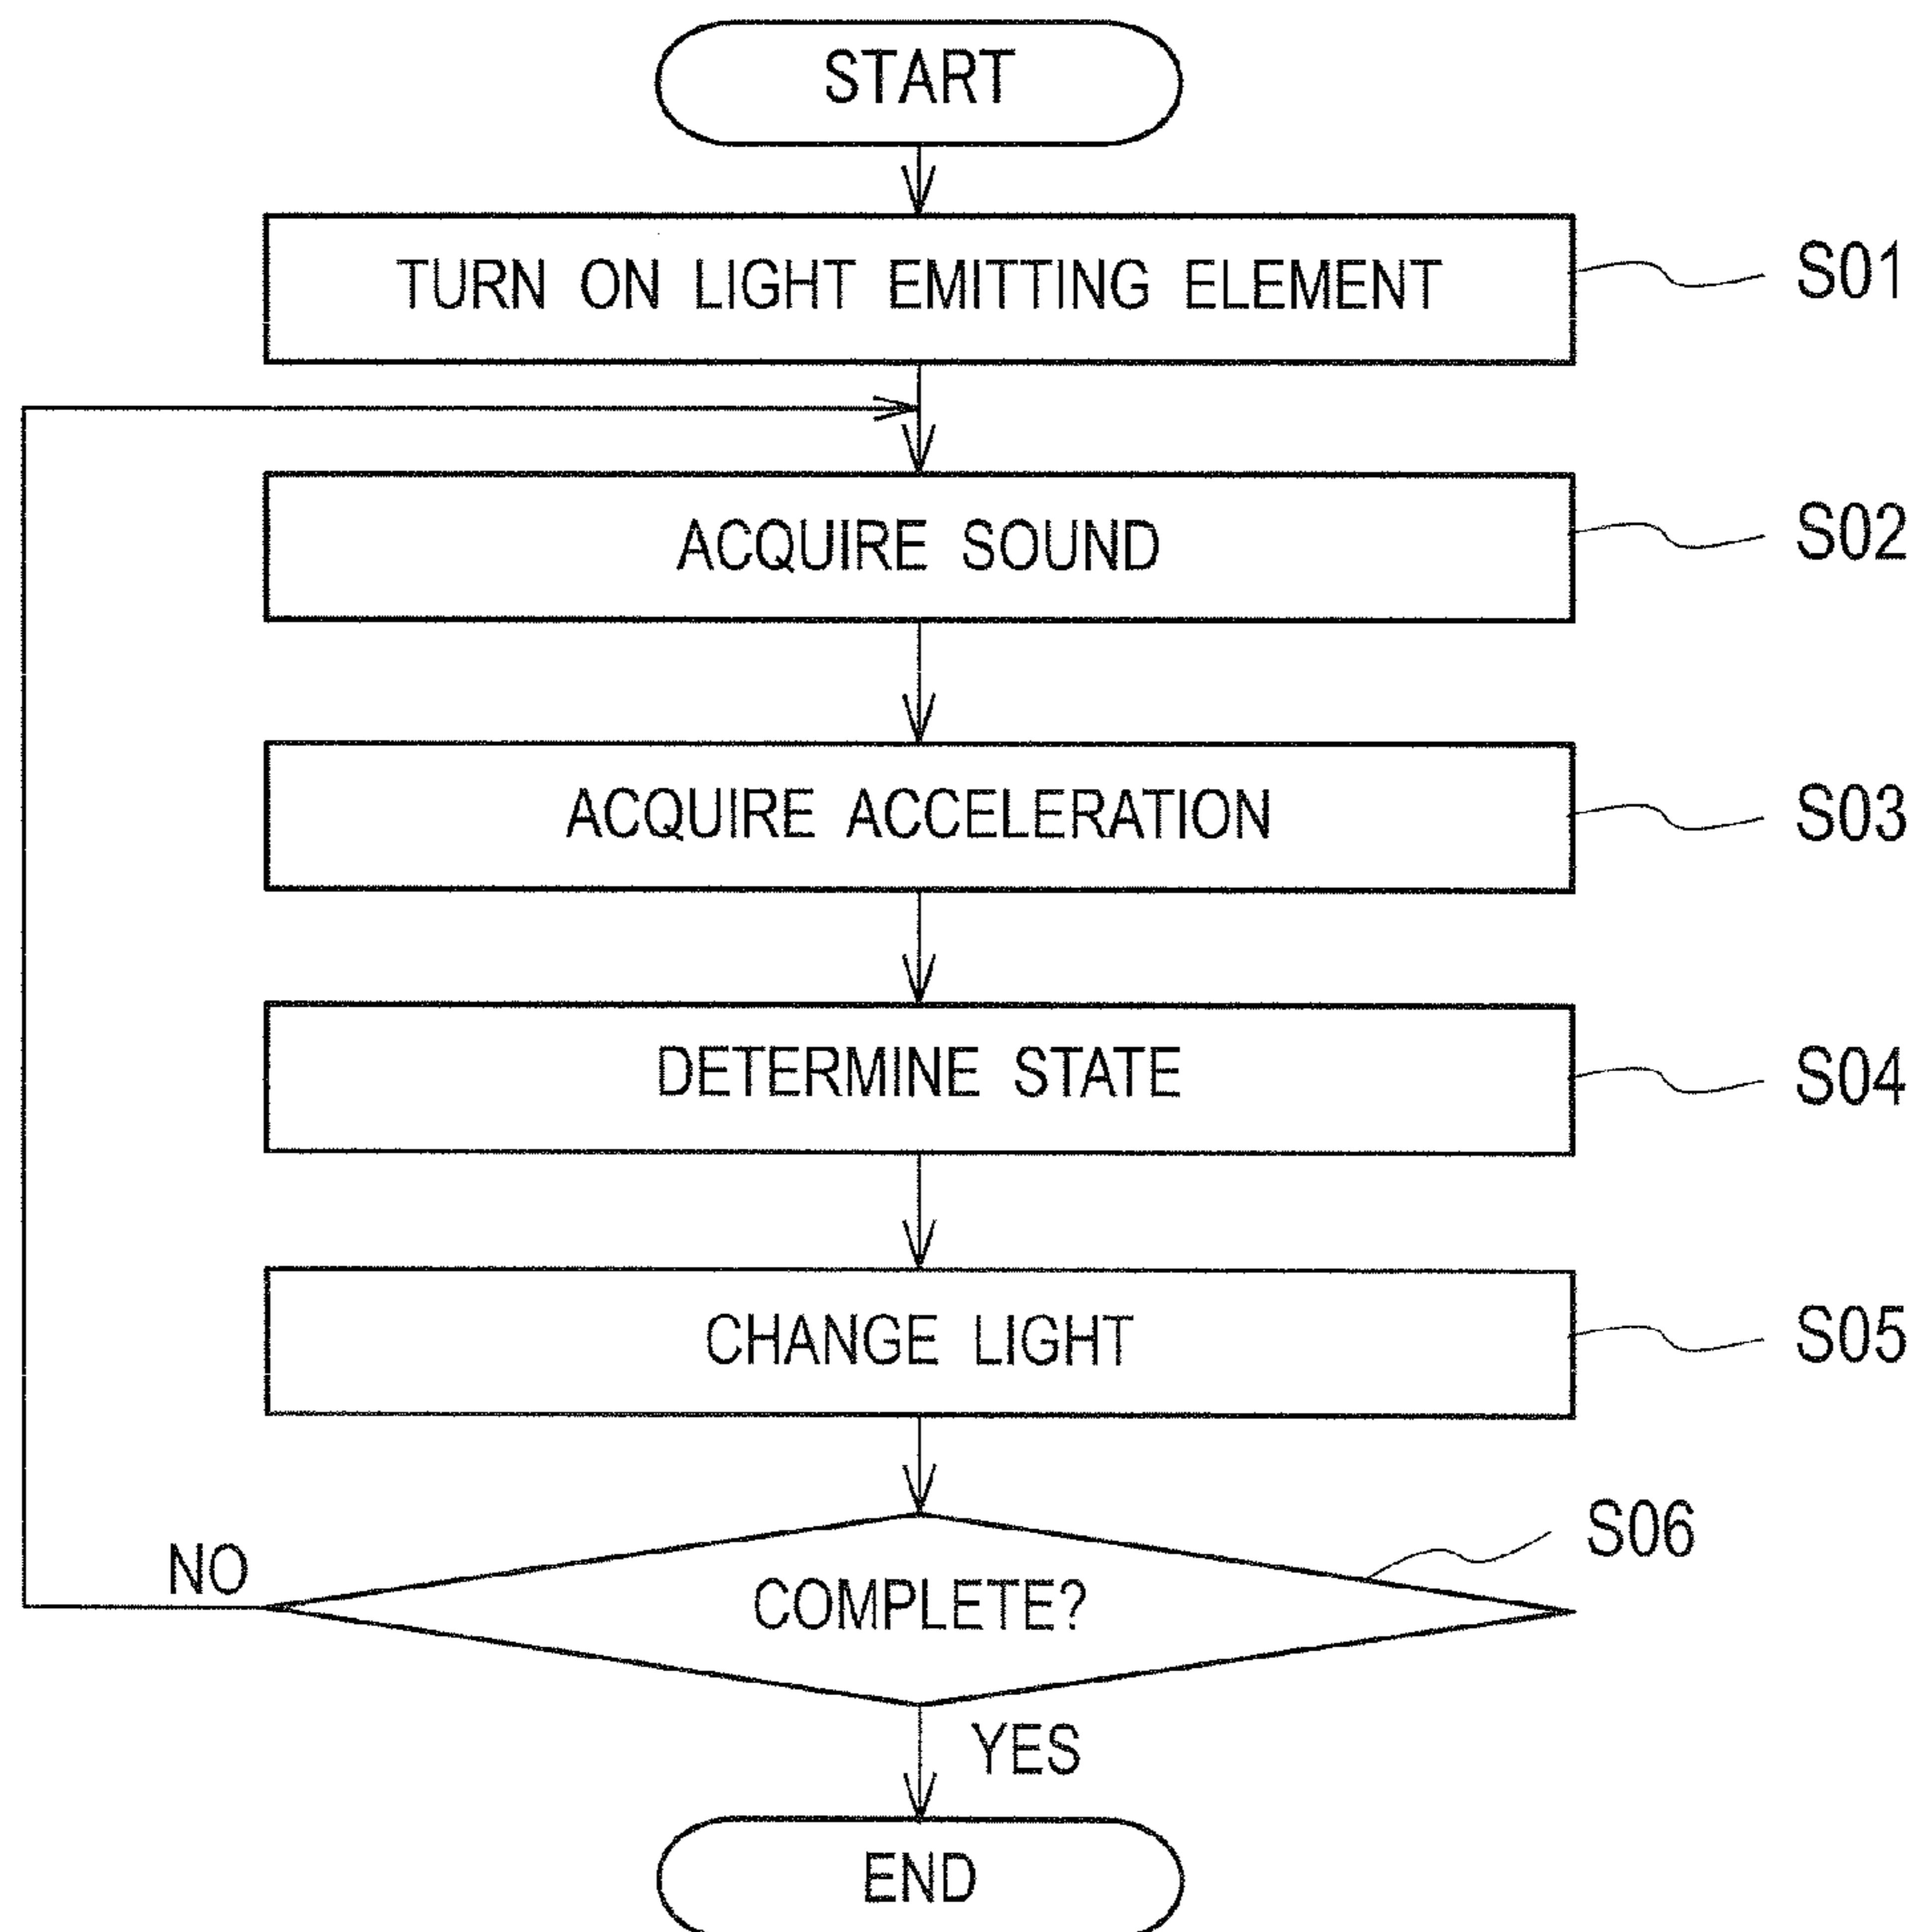 START
TURN ON LIGHT EMITTING ELEMENT
S01
ACQUIRE SOUND
S02
ACQUIRE ACCELERATION
S03
DETERMINE STATE
S04
CHANGE LIGHT
S05
S06
NO
COMPLETE?
YES
END